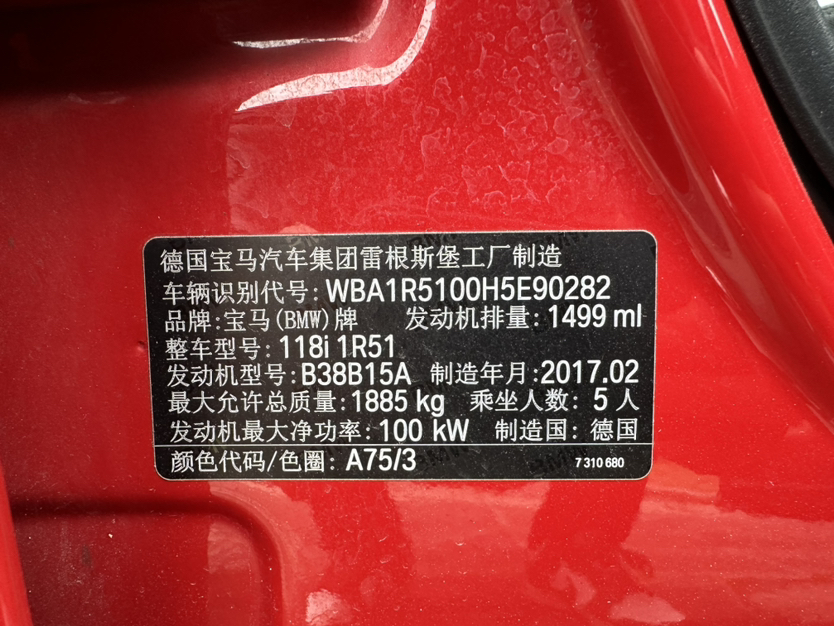 德国宝马汽车集团雷根斯堡工厂制造
车辆识别代号: WBA1R5100H5E90282
品牌:宝马(BMW)牌 发动机排量: 1499 ml
整车型号: 118i 1R51
发动机型号: B38B15A 制造年月:2017.02
最大允许总质量: 1885 kg 乘坐人数: 5 人
发动机最大净功率: 100 kW 制造国: 德国
颜色代码/色圈: A75/3 7 310 680